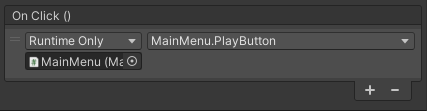 On Click ()
Runtime Only MainMenu.PlayButton
# MainMenu (Ma
+ −